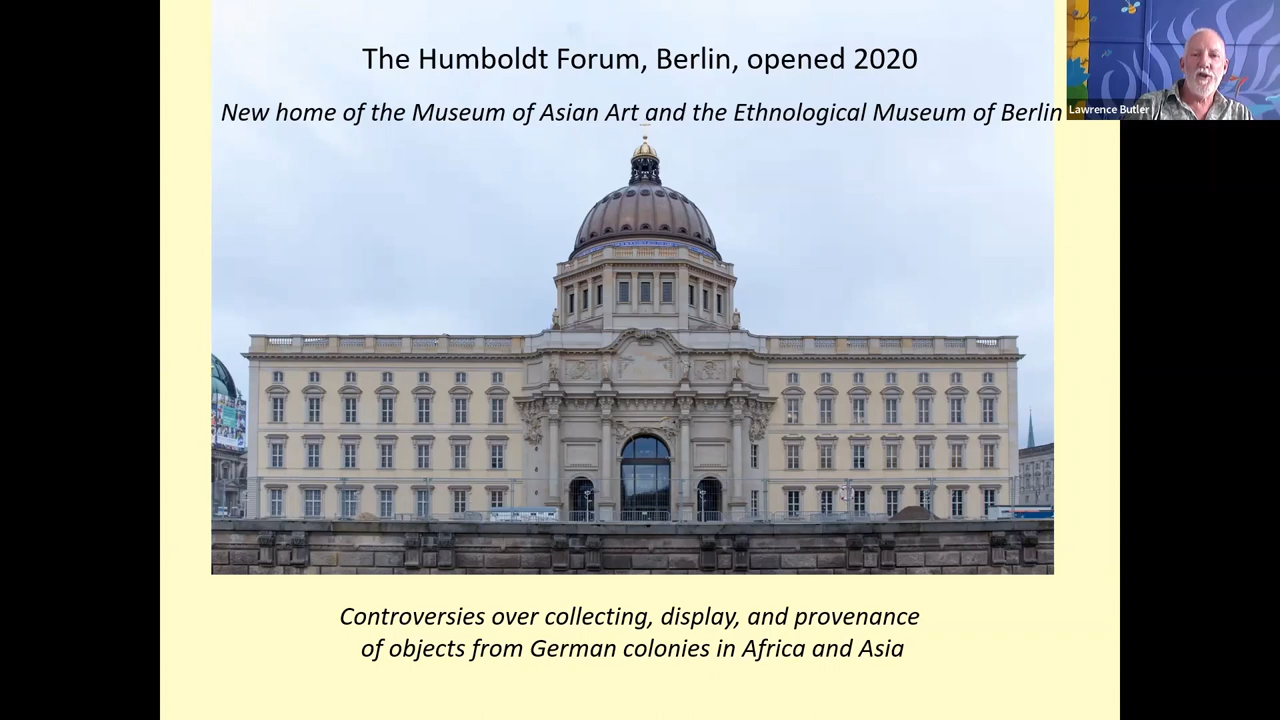 The Humboldt Forum, Berlin, opened 2020
New home of the Museum of Asian Art and the Ethnological Museum of Berlin
Lawrence Butler
Controversies over collecting, display, and provenance
of objects from German colonies in Africa and Asia